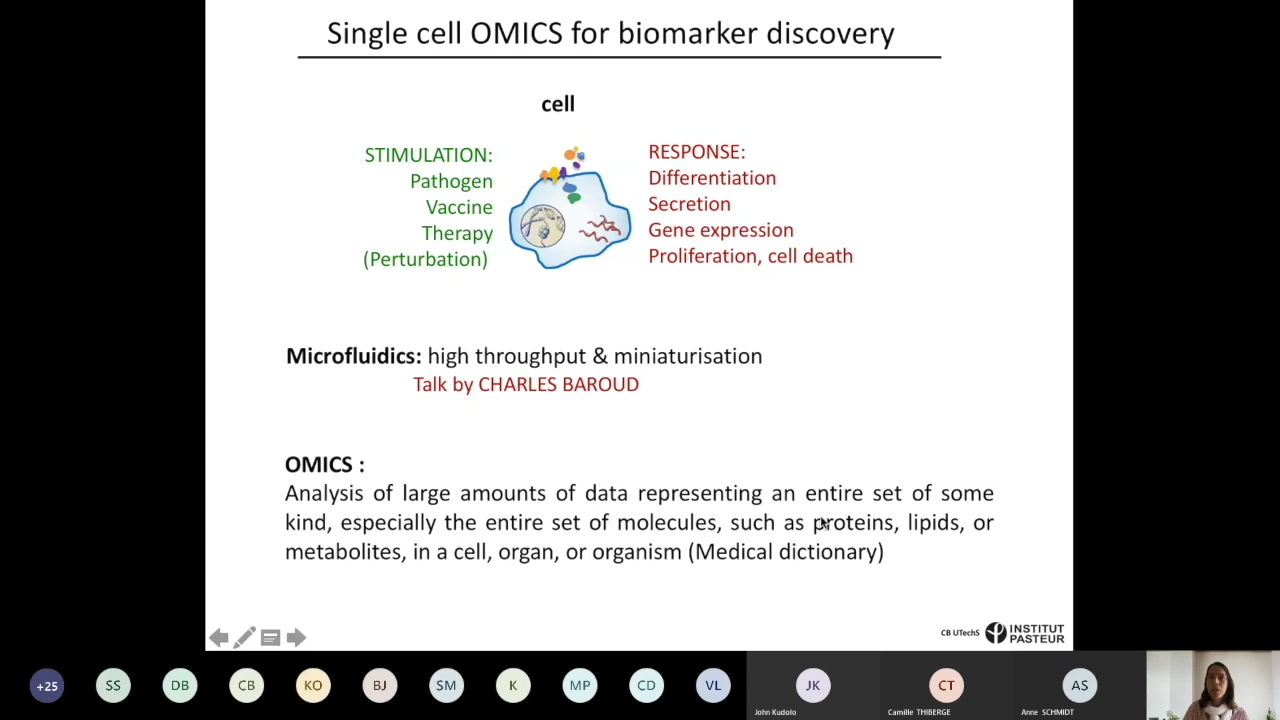 Single cell OMICS for biomarker discovery
cell
STIMULATION:
Pathogen
Vaccine
Therapy
(Perturbation)
RESPONSE:
Differentiation
Secretion
Gene expression
Proliferation, cell death
Microfluidics: high throughput & miniaturisation
Talk by CHARLES BAROUD
OMICS :
Analysis of large amounts of data representing an entire set of some
kind, especially the entire set of molecules, such as proteins, lipids, or
metabolites, in a cell, organ, or organism (Medical dictionary)
CB UTechS
INSTITUT
PASTEUR
+25
SS
DB
CB
KO
BJ
SM
K
MP
CD
VL
JK
CT
AS
John Kudolo
Camille THIBERGE
Anne SCHMIDT